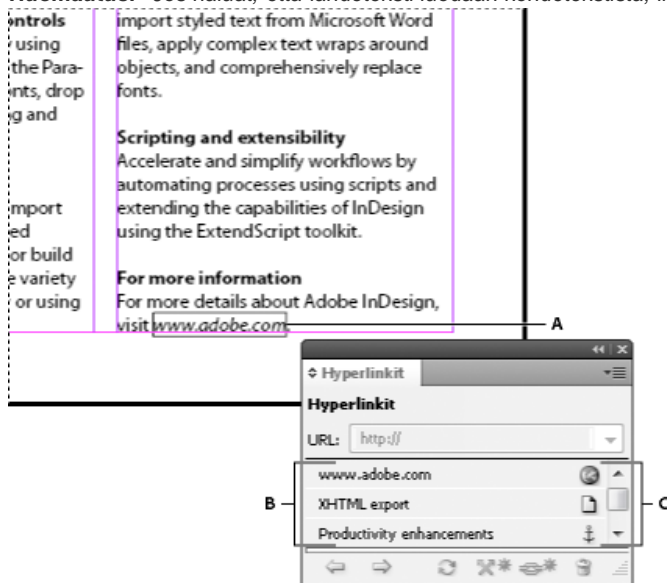 ontrols
using
the Para-
nts, drop
g and
mport
ed
or build
e variety
or using
import styled text from Microsoft Word
files, apply complex text wraps around
objects, and comprehensively replace
fonts.
Scripting and extensibility
Accelerate and simplify workflows by
automating processes using scripts and
extending the capabilities of InDesign
using the ExtendScript toolkit.
For more information
For more details about Adobe InDesign,
visit www.adobe.com.
A
Hyperlinkit
Hyperlinkit
URL: http://
www.adobe.com
B
XHTML export
C
Productivity enhancements